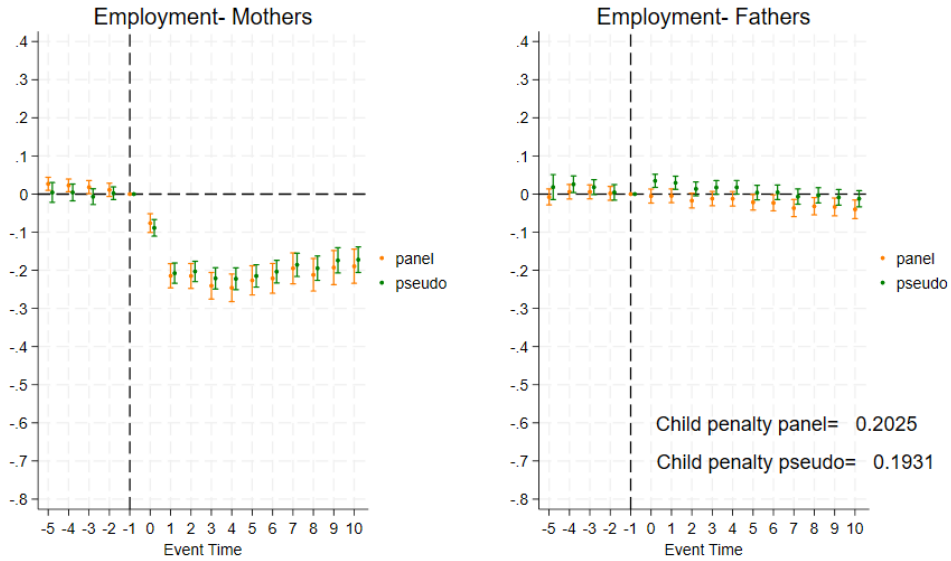 Employment- Mothers
.4
.3
.2
.1
0
-.1
-.2
-.3
-.4
-.5
-.6
-.7
-.8
-5 -4 -3 -2 -1 0 1 2 3 4 5 6 7 8 9 10
Event Time
panel
pseudo
Employment- Fathers
.4
.3
.2
.1
0
-.1
-.2
-.3
-.4
-.5
-.6
-.7
-.8
-5 -4 -3 -2 -1 0 1 2 3 4 5 6 7 8 9 10
Event Time
panel
pseudo
Child penalty panel= 0.2025
Child penalty pseudo= 0.1931